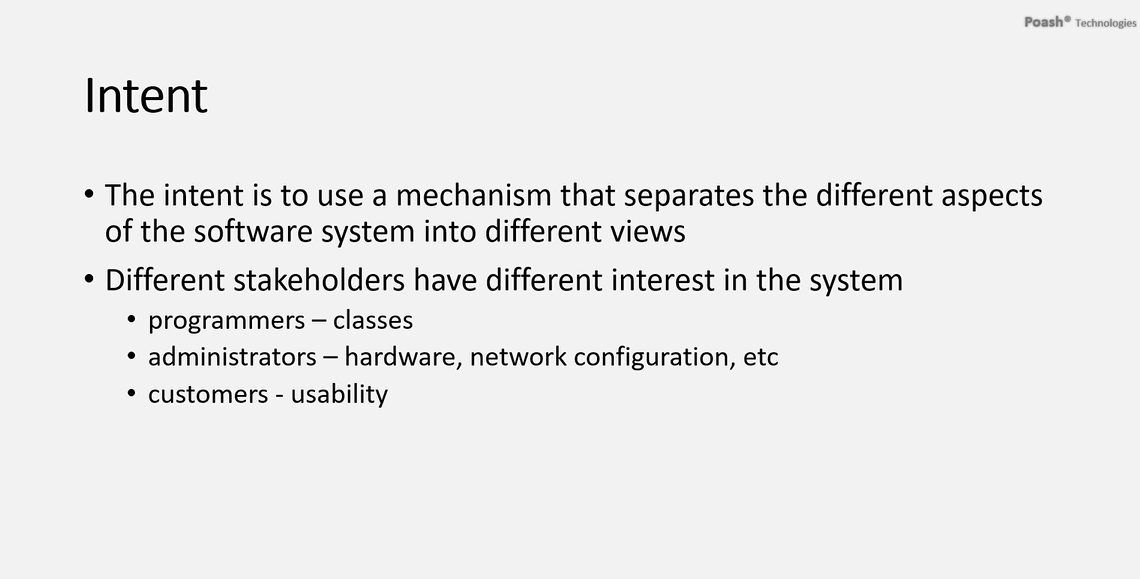 Poash® Technologies
Intent
• The intent is to use a mechanism that separates the different aspects
of the software system into different views
• Different stakeholders have different interest in the system
• programmers – classes
• administrators – hardware, network configuration, etc
• customers - usability